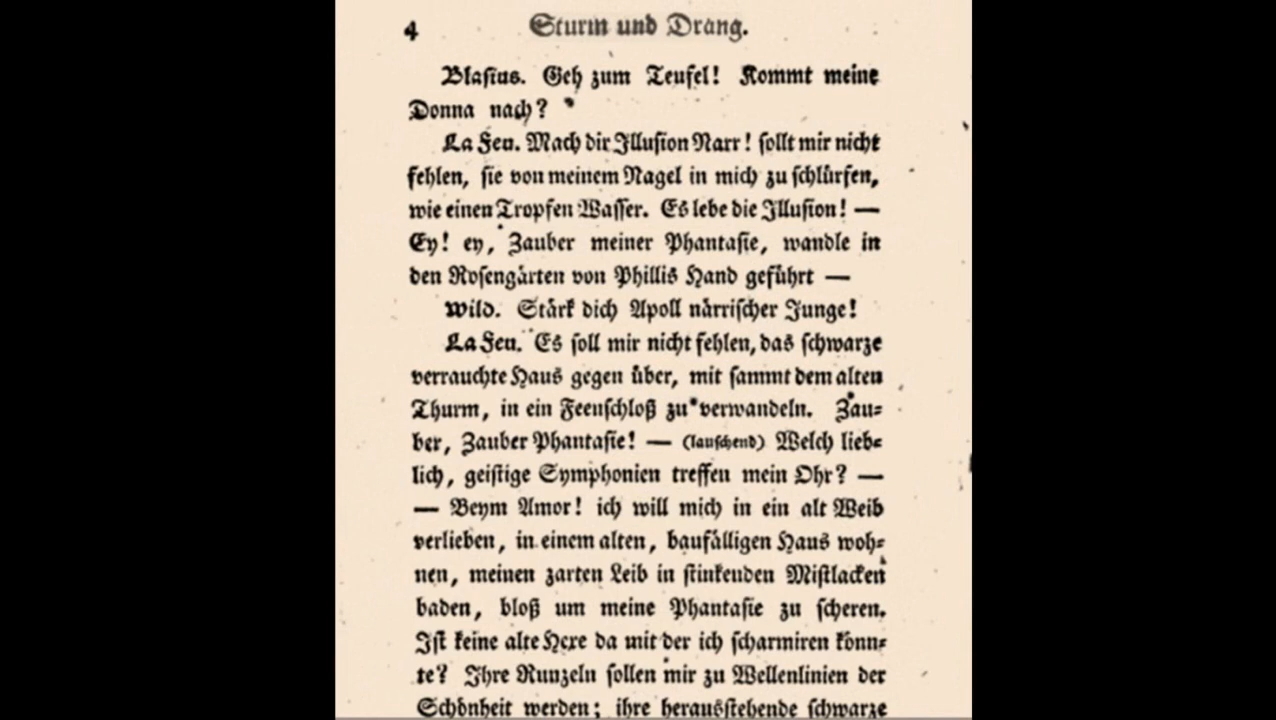 4 Sturm und Drang.
Blasius. Geh zum Teufel! Kommt meine
Donna nach?
La Feu. Mach dir Illusion Narr! sollt mir nicht
fehlen, sie von meinem Nagel in mich zu schlürfen,
wie einen Tropfen Wasser. Es lebe die Illusion! —
Ey! ey, Zauber meiner Phantasie, wandle in
den Rosengärten von Phillis Hand geführt —
Wild. Stärk dich Apoll närrischer Junge!
La Feu. Es soll mir nicht fehlen, das schwarze
verrauchte Haus gegen über, mit sammt dem alten
Thurm, in ein Feenschloß zu verwandeln. Zau-
ber, Zauber Phantasie! — (lauschend) Welch lieb-
lich, geistige Symphonien treffen mein Ohr? —
— Beym Amor! ich will mich in ein alt Weib
verlieben, in einem alten, baufälligen Haus woh-
nen, meinen zarten Leib in stinkenden Mistlacken
baden, bloß um meine Phantasie zu scheren.
Ist keine alte Hexe da mit der ich scharmiren könn-
te? Ihre Runzeln sollen mir zu Wellenlinien der
Schönheit werden; ihre herausstehende schwarze